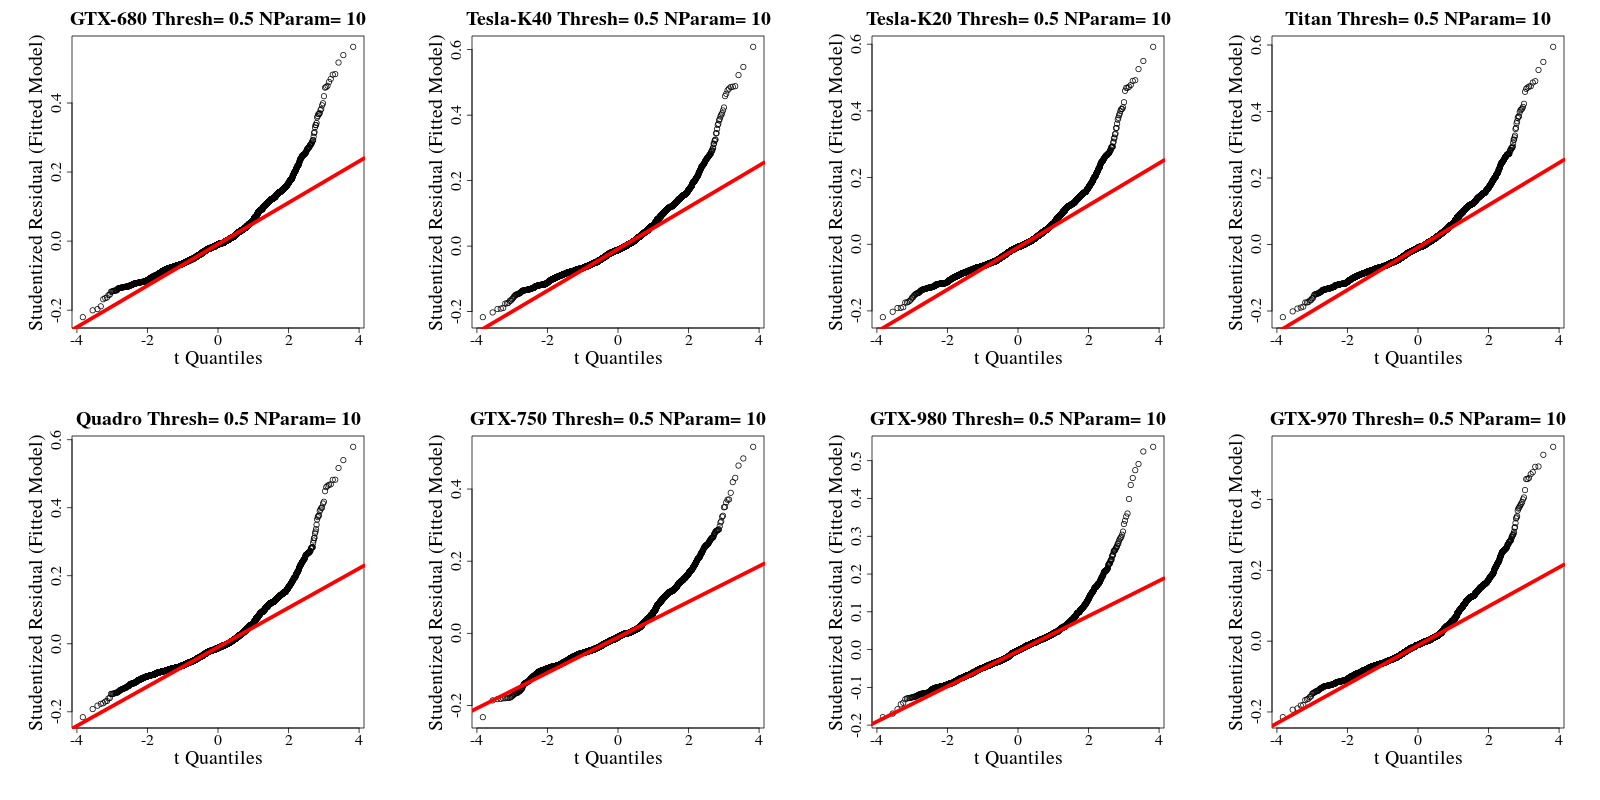 GTX-680 Thresh= 0.5 NParam= 10
Studentized Residual (Fitted Model)
-0.2 0.0 0.2 0.4
-4 -2 0 2 4
t Quantiles
Tesla-K40 Thresh= 0.5 NParam= 10
Studentized Residual (Fitted Model)
-0.2 0.0 0.2 0.4 0.6
-4 -2 0 2 4
t Quantiles
Tesla-K20 Thresh= 0.5 NParam= 10
Studentized Residual (Fitted Model)
-0.2 0.0 0.2 0.4 0.6
-4 -2 0 2 4
t Quantiles
Titan Thresh= 0.5 NParam= 10
Studentized Residual (Fitted Model)
-0.2 0.0 0.2 0.4 0.6
-4 -2 0 2 4
t Quantiles
Quadro Thresh= 0.5 NParam= 10
Studentized Residual (Fitted Model)
-0.2 0.0 0.2 0.4 0.6
-4 -2 0 2 4
t Quantiles
GTX-750 Thresh= 0.5 NParam= 10
Studentized Residual (Fitted Model)
-0.2 0.0 0.2 0.4
-4 -2 0 2 4
t Quantiles
GTX-980 Thresh= 0.5 NParam= 10
Studentized Residual (Fitted Model)
-0.2 -0.1 0.0 0.1 0.2 0.3 0.4 0.5
-4 -2 0 2 4
t Quantiles
GTX-970 Thresh= 0.5 NParam= 10
Studentized Residual (Fitted Model)
-0.2 0.0 0.2 0.4
-4 -2 0 2 4
t Quantiles